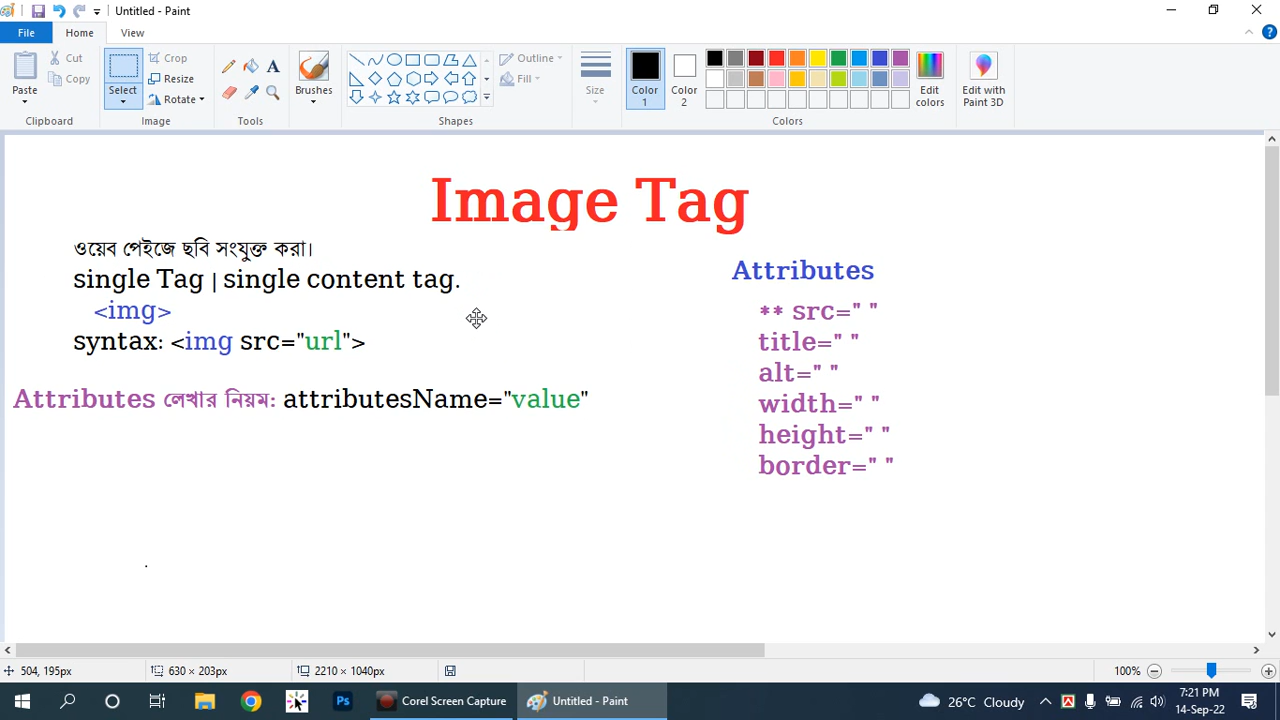 Untitled - Paint
File
Home
View
Paste
Cut
Copy
Clipboard
Select
Crop
Resize
Rotate
Image
Tools
Brushes
Outline
Fill
Shapes
Size
Color 1
Color 2
Edit colors
Edit with Paint 3D
Colors
Image Tag
ওয়েব পেইজে ছবি সংযুক্ত করা।
single Tag | single content tag.
<img>
syntax: <img src="url">
Attributes লেখার নিয়ম: attributesName="value"
Attributes
** src=" "
title=" "
alt=" "
width=" "
height=" "
border=" "
504, 195px
630 × 203px
2210 × 1040px
100%
Ps
Corel Screen Capture
Untitled - Paint
26°C Cloudy
7:21 PM
14-Sep-22